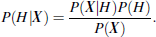 P(H|X) = P(X|H)P(H) / P(X).